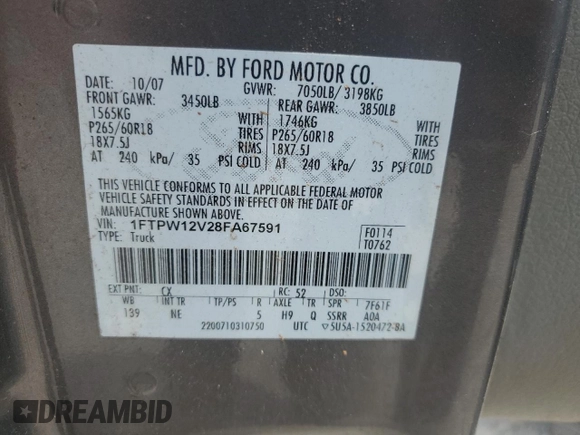 MFD. BY FORD MOTOR CO.
DATE: 10/07 GVWR: 7050LB/3198KG
FRONT GAWR: 3450LB REAR GAWR: 3850LB
1565KG WITH 1746KG WITH
P265/60R18 TIRES P265/60R18 TIRES
18X7.5J RIMS 18X7.5J RIMS
AT 240 kPa/ 35 PSI COLD AT 240 kPa/ 35 PSI COLD
THIS VEHICLE CONFORMS TO ALL APPLICABLE FEDERAL MOTOR
VEHICLE SAFETY STANDARDS IN EFFECT ON THE DATE OF
MANUFACTURE SHOWN ABOVE.
VIN: 1FTPW12V28FA67591 F0114
TYPE: Truck T0762
EXT PNT: CX RC: 52 DSO:
WB INT TR TP/PS R AXLE TR SPR 7F61F
139 NE 5 H9 Q SSRR A0A
2200710310750 UTC ▽5U5A-1520472-BA
DREAMBID